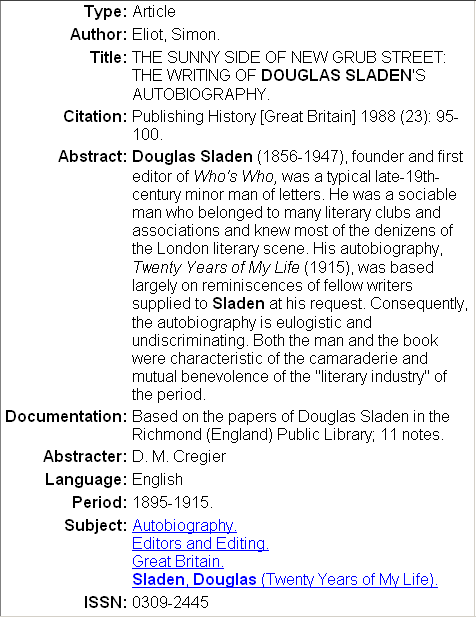 Type: Article
Author: Eliot, Simon.
Title: THE SUNNY SIDE OF NEW GRUB STREET:
THE WRITING OF DOUGLAS SLADEN'S
AUTOBIOGRAPHY.
Citation: Publishing History [Great Britain] 1988 (23): 95-
100.
Abstract: Douglas Sladen (1856-1947), founder and first
editor of Who's Who, was a typical late-19th-
century minor man of letters. He was a sociable
man who belonged to many literary clubs and
associations and knew most of the denizens of
the London literary scene. His autobiography,
Twenty Years of My Life (1915), was based
largely on reminiscences of fellow writers
supplied to Sladen at his request. Consequently,
the autobiography is eulogistic and
undiscriminating. Both the man and the book
were characteristic of the camaraderie and
mutual benevolence of the "literary industry" of
the period.
Documentation: Based on the papers of Douglas Sladen in the
Richmond (England) Public Library; 11 notes.
Abstracter: D. M. Cregier
Language: English
Period: 1895-1915.
Subject: Autobiography.
Editors and Editing.
Great Britain.
Sladen, Douglas (Twenty Years of My Life).
ISSN: 0309-2445